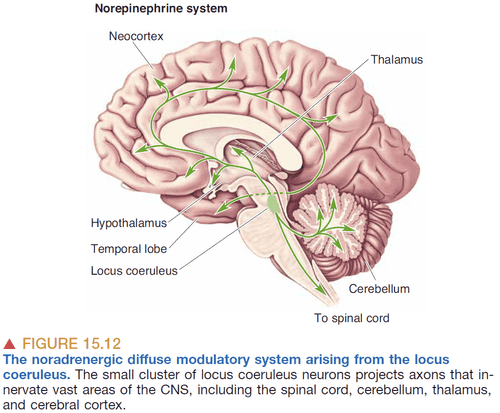 Norepinephrine system
Neocortex
Thalamus
Hypothalamus
Temporal lobe
Locus coeruleus
Cerebellum
To spinal cord
▲ FIGURE 15.12
The noradrenergic diffuse modulatory system arising from the locus
coeruleus. The small cluster of locus coeruleus neurons projects axons that in-
nervate vast areas of the CNS, including the spinal cord, cerebellum, thalamus,
and cerebral cortex.